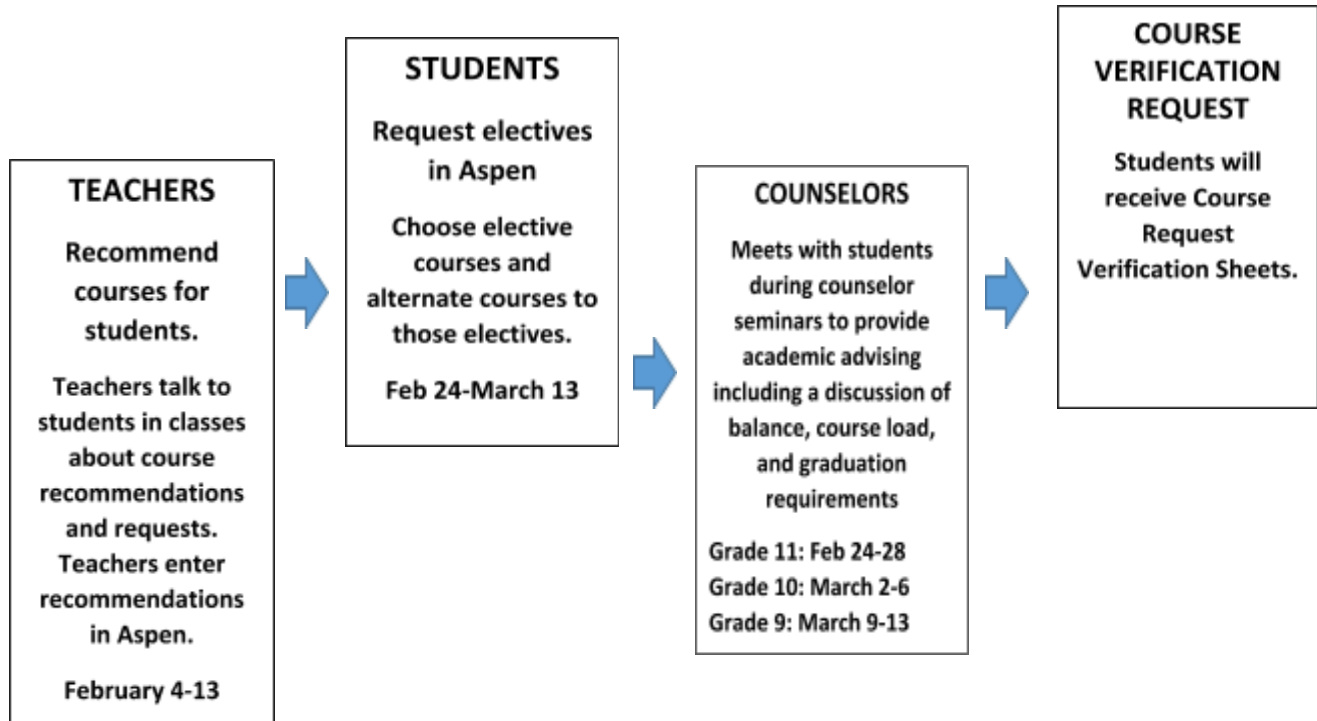 TEACHERS
Recommend
courses for
students.
Teachers talk to
students in classes
about course
recommendations
and requests.
Teachers enter
recommendations
in Aspen.
February 4-13
STUDENTS
Request electives
in Aspen
Choose elective
courses and
alternate courses to
those electives.
Feb 24-March 13
COUNSELORS
Meets with students
during counselor
seminars to provide
academic advising
including a discussion of
balance, course load,
and graduation
requirements
Grade 11: Feb 24-28
Grade 10: March 2-6
Grade 9: March 9-13
COURSE
VERIFICATION
REQUEST
Students will
receive Course
Request
Verification Sheets.